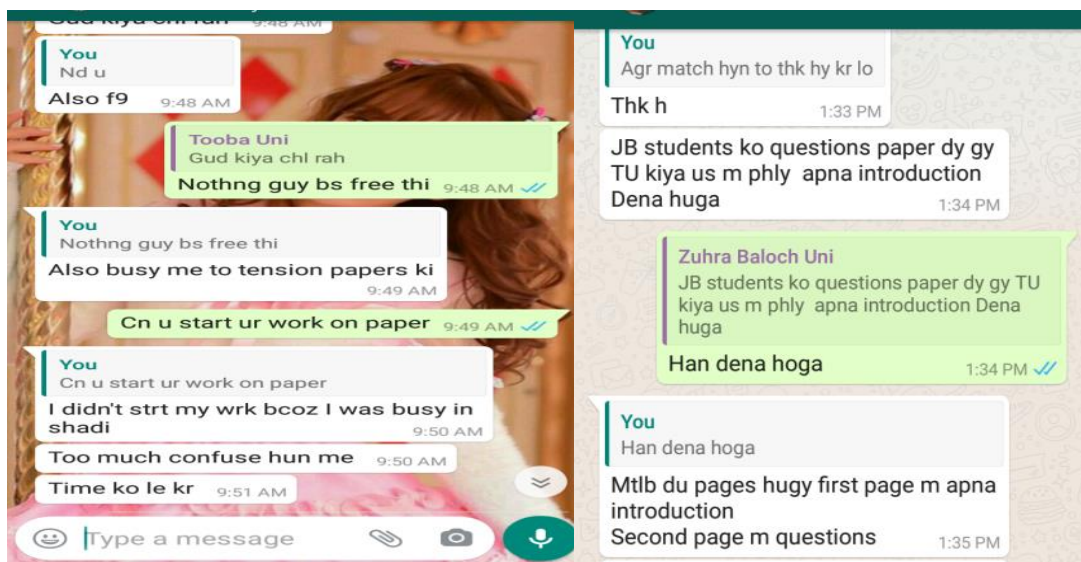 Gud kiya chl rah 9:48 AM
You
Nd u
Also f9 9:48 AM
Tooba Uni
Gud kiya chl rah
Nothng guy bs free thi 9:48 AM
You
Nothng guy bs free thi
Also busy me to tension papers ki
9:49 AM
Cn u start ur work on paper 9:49 AM
You
Cn u start ur work on paper
I didn't strt my wrk bcoz I was busy in
shadi 9:50 AM
Too much confuse hun me 9:50 AM
Time ko le kr 9:51 AM
Type a message
You
Agr match hyn to thk hy kr lo
Thk h 1:33 PM
JB students ko questions paper dy gy
TU kiya us m phly apna introduction
Dena huga 1:34 PM
Zuhra Baloch Uni
JB students ko questions paper dy gy TU
kiya us m phly apna introduction Dena
huga
Han dena hoga 1:34 PM
You
Han dena hoga
Mtlb du pages hugy first page m apna
introduction
Second page m questions 1:35 PM